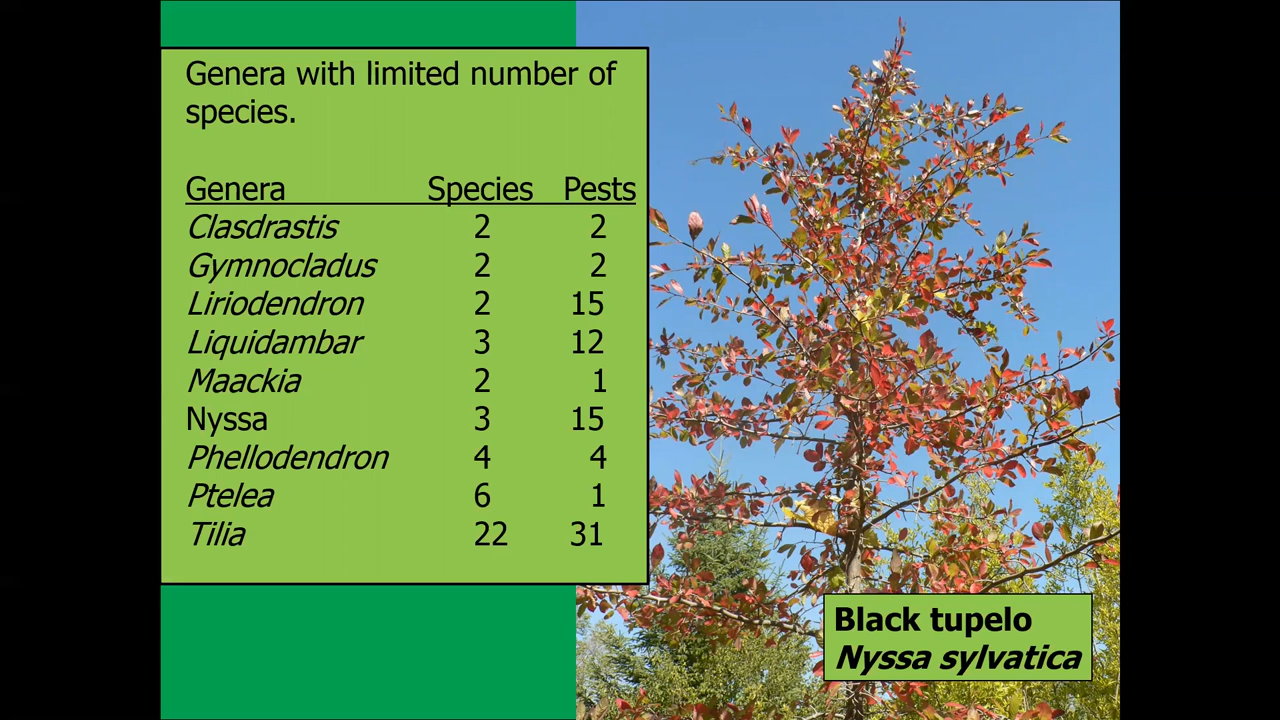 Genera with limited number of
species.
Genera Species Pests
Clasdrastis 2 2
Gymnocladus 2 2
Liriodendron 2 15
Liquidambar 3 12
Maackia 2 1
Nyssa 3 15
Phellodendron 4 4
Ptelea 6 1
Tilia 22 31
Black tupelo
Nyssa sylvatica